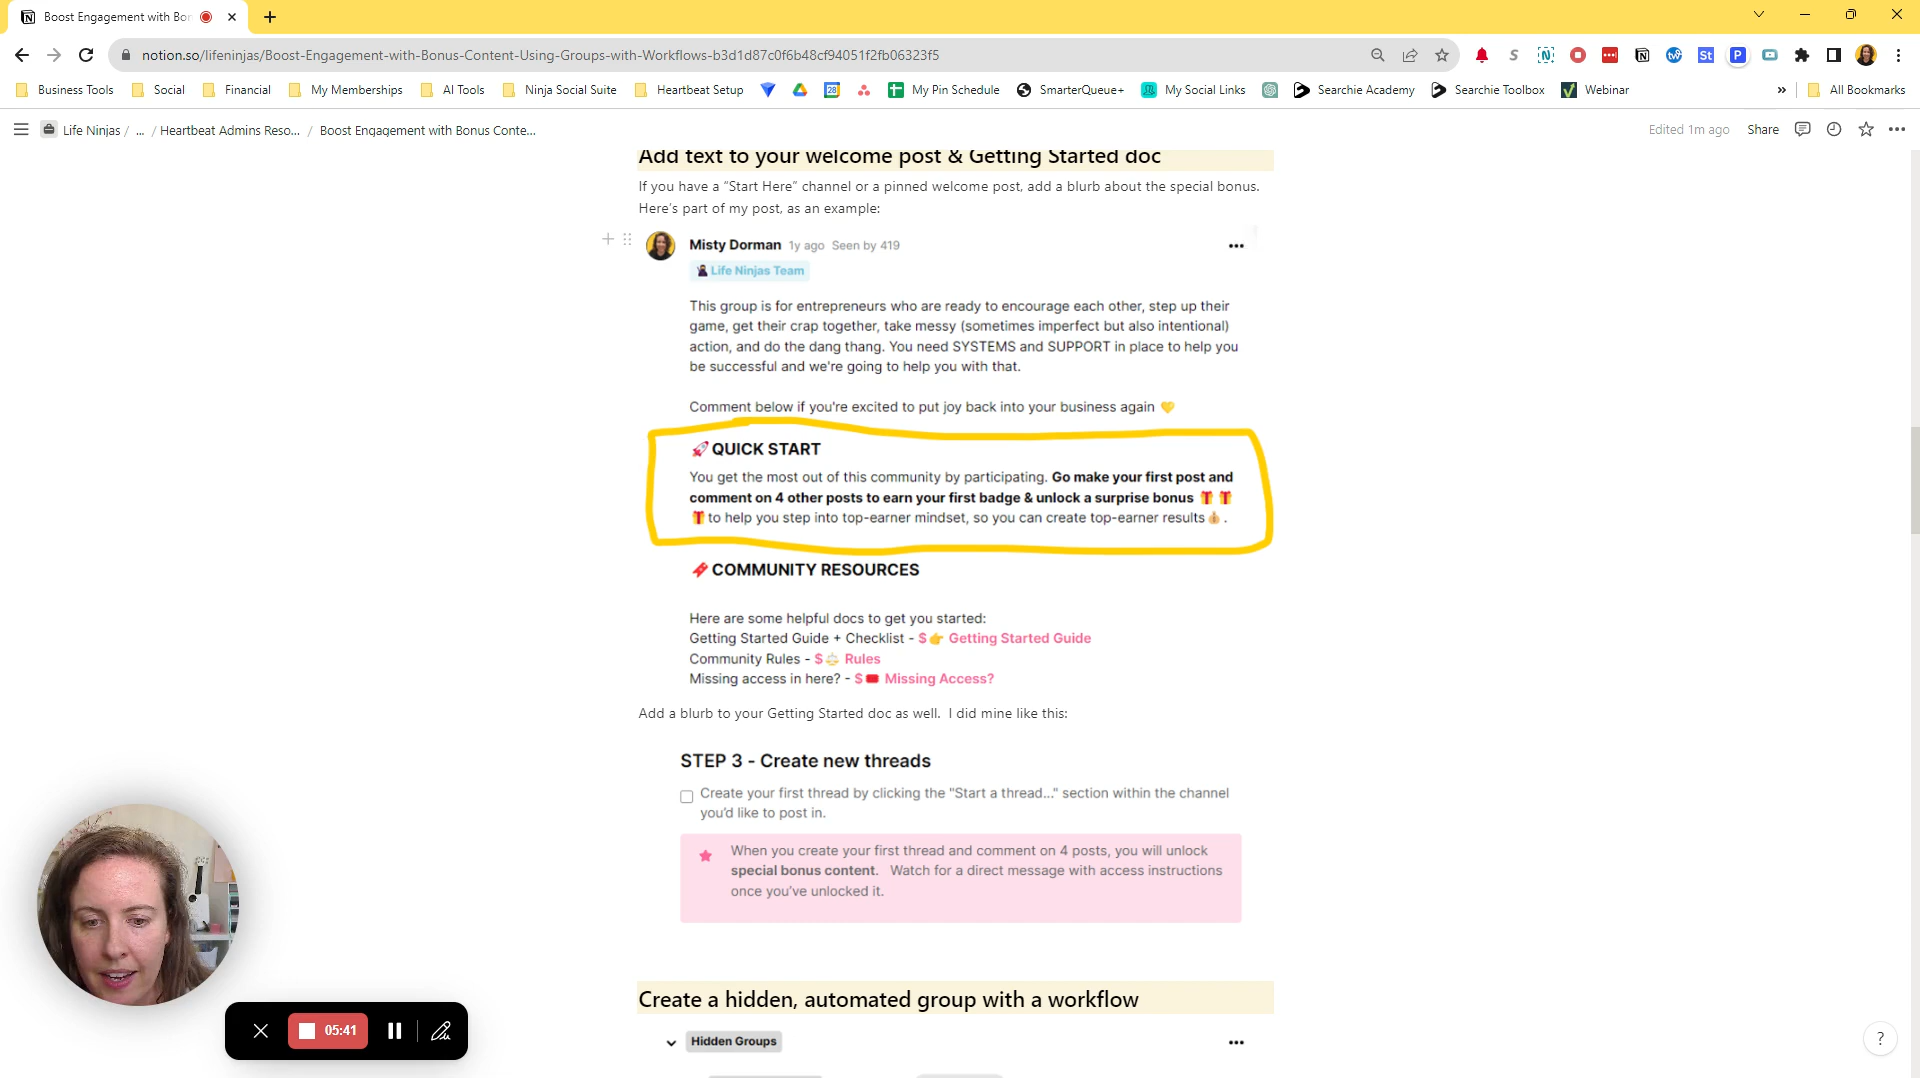 Boost Engagement with Bon
notion.so/lifeninjas/Boost-Engagement-with-Bonus-Content-Using-Groups-with-Workflows-b3d1d87c0f6b48cf94051f2fb06323f5
Business Tools Social Financial My Memberships AI Tools Ninja Social Suite Heartbeat Setup My Pin Schedule SmarterQueue+ My Social Links Searchie Academy Searchie Toolbox Webinar » All Bookmarks
Life Ninjas / ... / Heartbeat Admins Reso... / Boost Engagement with Bonus Conte... Edited 1m ago Share
Add text to your welcome post & Getting Started doc
If you have a “Start Here” channel or a pinned welcome post, add a blurb about the special bonus.
Here’s part of my post, as an example:
Misty Dorman 1y ago Seen by 419
Life Ninjas Team
This group is for entrepreneurs who are ready to encourage each other, step up their
game, get their crap together, take messy (sometimes imperfect but also intentional)
action, and do the dang thang. You need SYSTEMS and SUPPORT in place to help you
be successful and we're going to help you with that.
Comment below if you're excited to put joy back into your business again 💛
🚀 QUICK START
You get the most out of this community by participating. Go make your first post and
comment on 4 other posts to earn your first badge & unlock a surprise bonus 🎁 🎁
🎁 to help you step into top-earner mindset, so you can create top-earner results 💰 .
COMMUNITY RESOURCES
Here are some helpful docs to get you started:
Getting Started Guide + Checklist - $👉 Getting Started Guide
Community Rules - $⚖️ Rules
Missing access in here? - $ Missing Access?
Add a blurb to your Getting Started doc as well. I did mine like this:
STEP 3 - Create new threads
Create your first thread by clicking the "Start a thread..." section within the channel
you'd like to post in.
When you create your first thread and comment on 4 posts, you will unlock
special bonus content. Watch for a direct message with access instructions
once you've unlocked it.
Create a hidden, automated group with a workflow
05:41
Hidden Groups
?